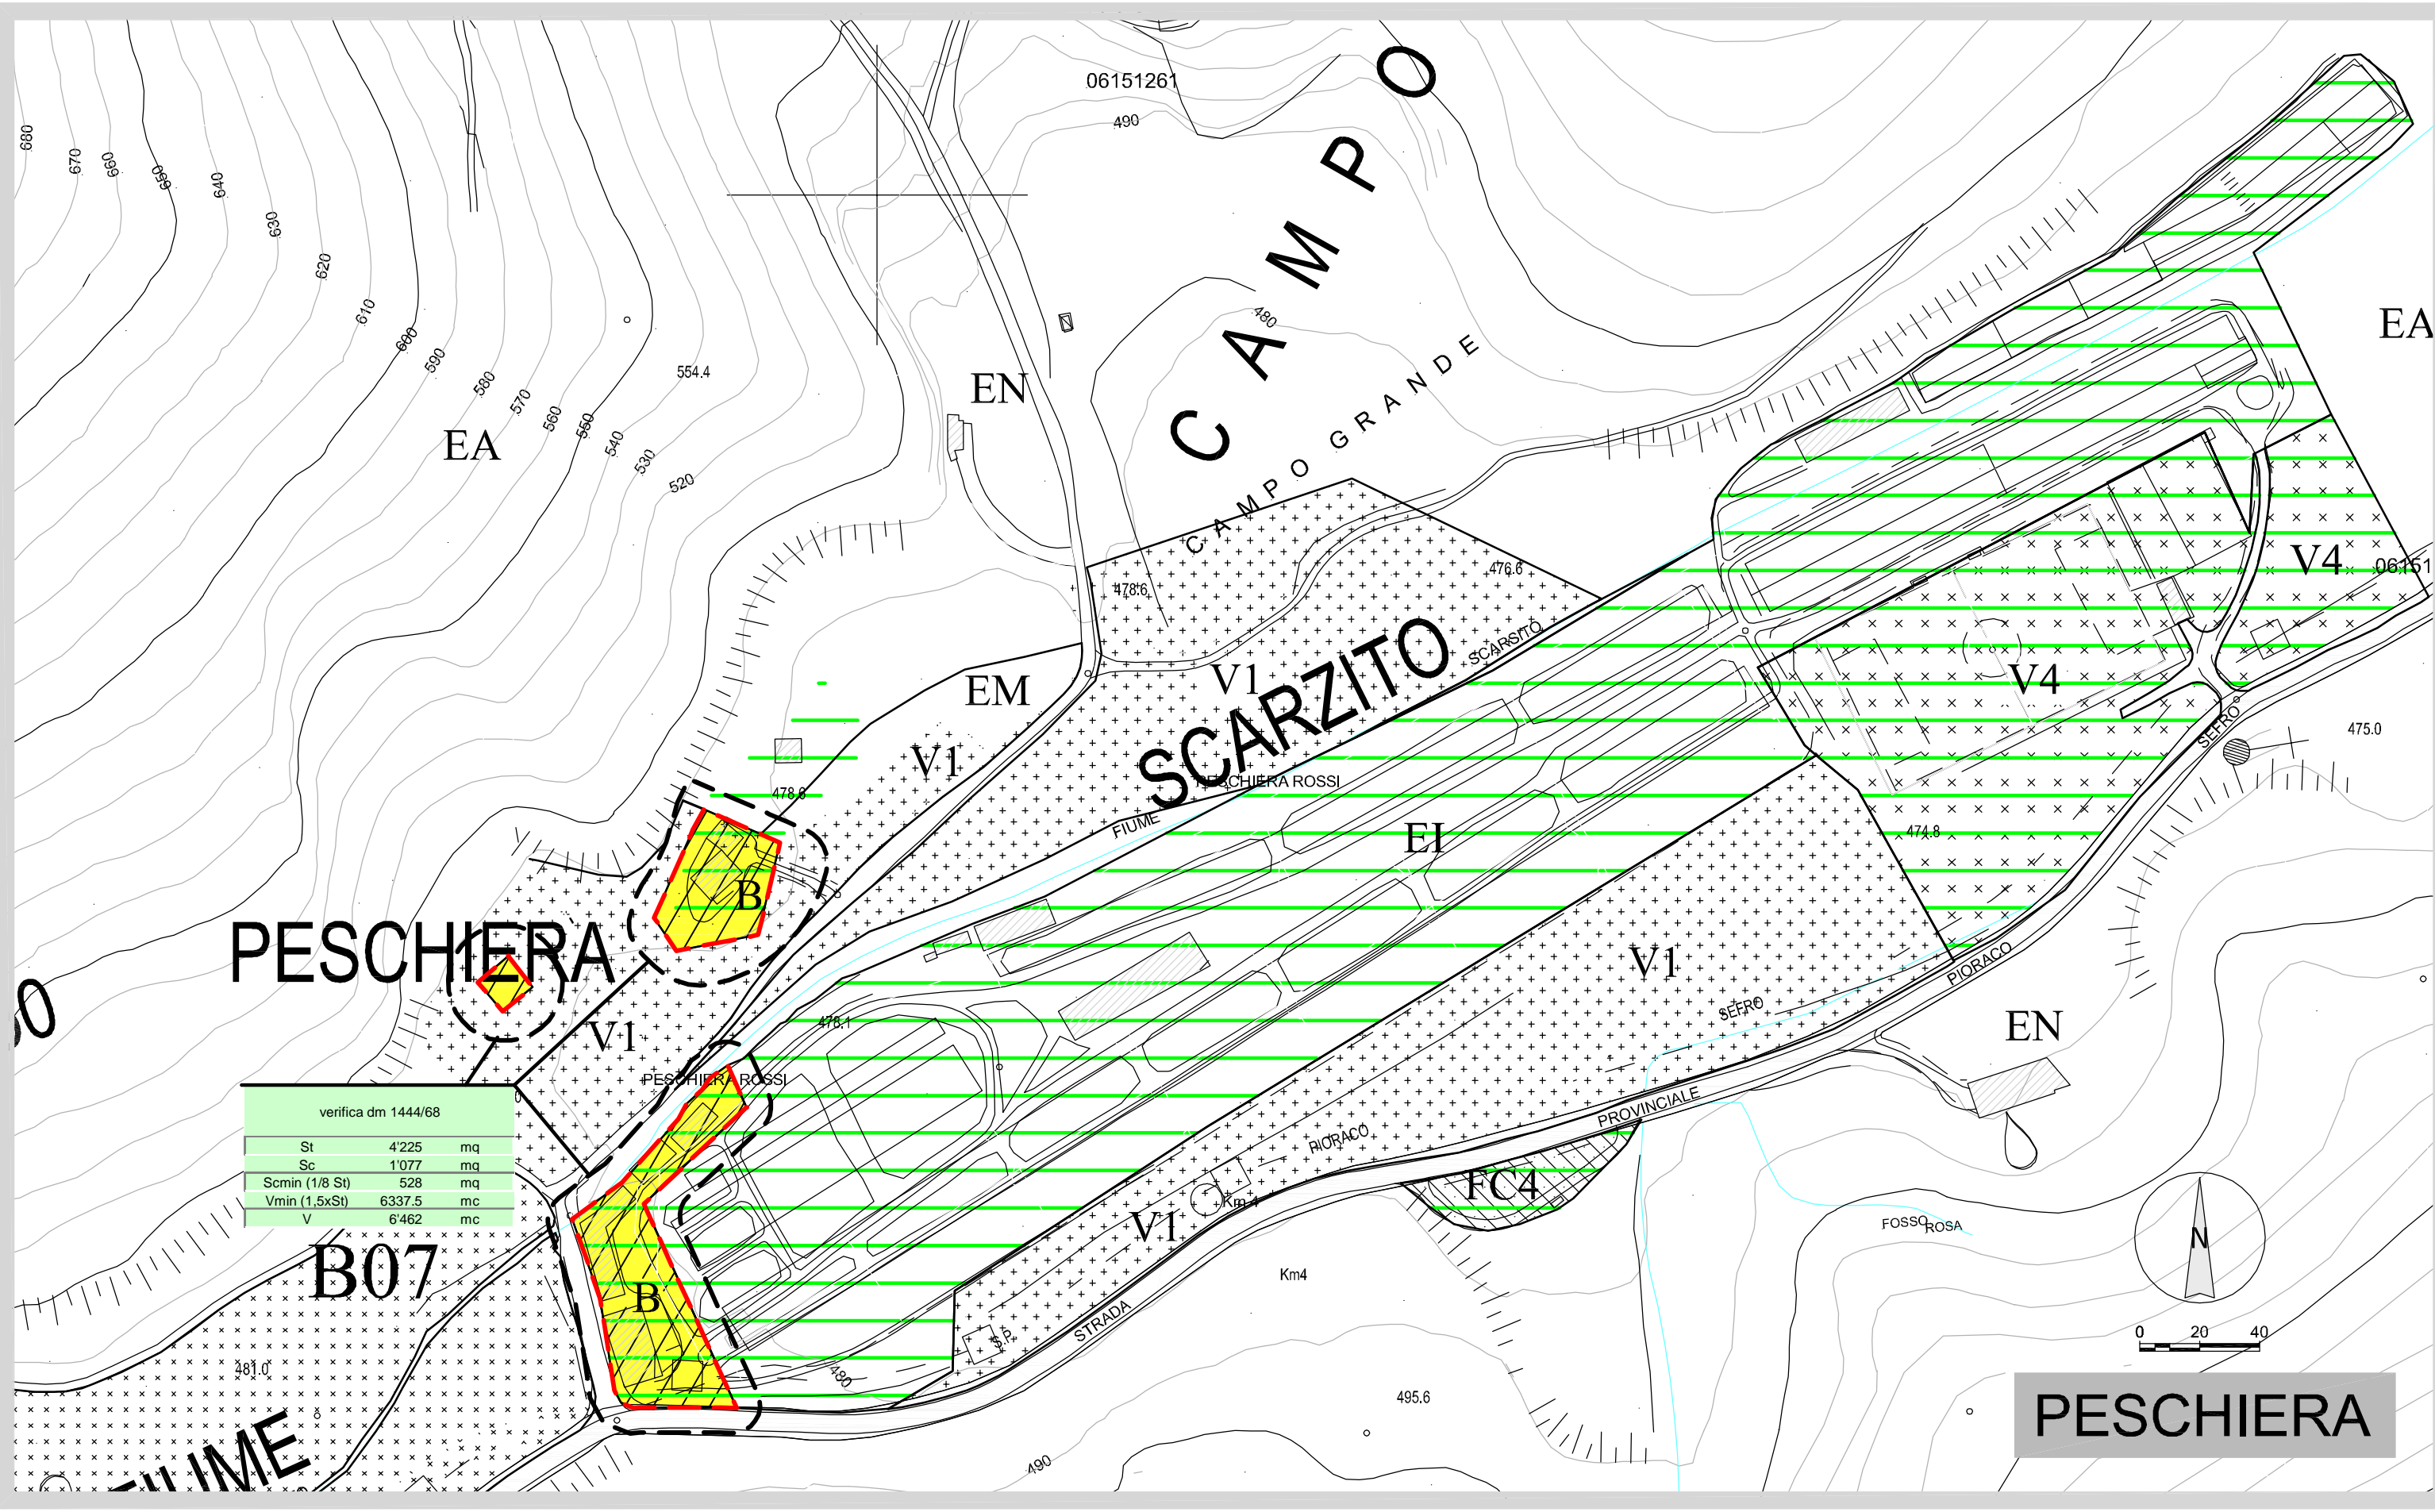 06151261
490
CAMPO
680
670
660
650
640
630
620
610
600
590
580
570
560
550
540
530
520
554.4
EA
EN
480
CAMPO GRANDE
EA
478.6
476.6
V4
06151
SCARSITO
V1
SCARZITO
EM
V1
V4
475.0
SEFRO
478.6
PESCHIERA ROSSI
FIUME
EI
474.8
B
PESCHIERA
V1
V1
SEFRO
PIORACO
EN
478.1
PESCHIERA ROSSI
verifica dm 1444/68
St 4'225 mq
Sc 1'077 mq
Scmin (1/8 St) 528 mq
Vmin (1,5xSt) 6337.5 mc
V 6'462 mc
PROVINCIALE
PIORACO
FC4
Km 4
V1
FOSSO ROSA
N
B07
B
Km4
STRADA
S.P.
0 20 40
481.0
480
495.6
PESCHIERA
FIUME
490